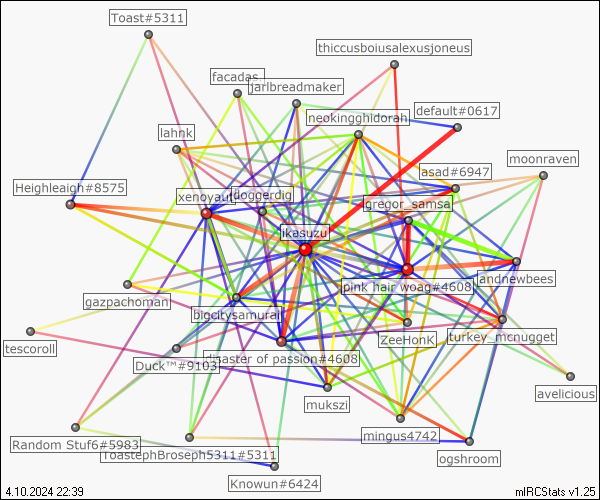 Toast#5311
thiccusboiusalexusjoneus
facadas.
jarlbreadmaker
default#0617
neokingghidorah
lahnk
moonraven
asad#6947
Heighleaigh#8575
xenoyaut
doggerdig
gregor_samsa
ikasuzu
andnewbees
pink hair woag#4608
gazpachoman
bigcitysamurai
turkey_mcnugget
ZeeHonK
tescoroll
master of passion#4608
Duck™#9103
avelicious
mukszi
mingus4742
Random Stuf6#5983
ToastephBroseph5311#5311
ogshroom
Knowun#6424
4.10.2024 22:39
mIRCStats v1.25